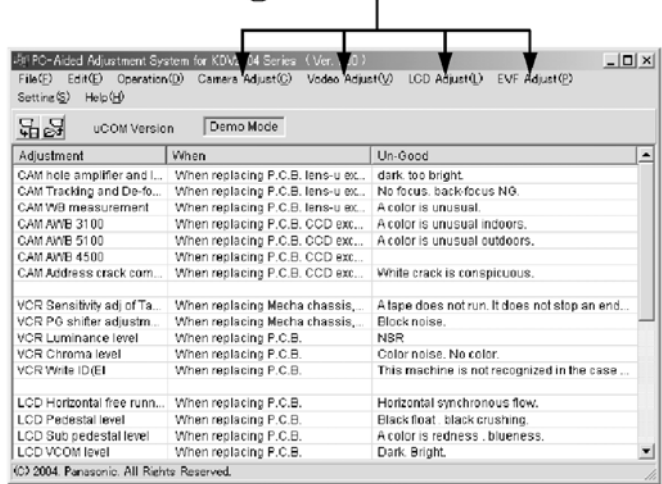 PC-Aided Adjustment System for KDV2 04 Series ( Ver. 0 )
File(F) Edit(E) Operation(O) Camera Adjust(C) Vodeo Adjust(V) LCD Adjust(L) EVF Adjust(P)
Setting(S) Help(H)
uCOM Version Demo Mode
Adjustment When Un-Good
CAM hole amplifier and l... When replacing P.C.B. lens-u ex... dark. too bright.
CAM Tracking and De-fo... When replacing P.C.B. lens-u ex... No focus. back-focus NG.
CAM WB measurement When replacing P.C.B. lens-u ex... A color is unusual.
CAM AWB 3100 When replacing P.C.B. CCD exc... A color is unusual indoors.
CAM AWB 5100 When replacing P.C.B. CCD exc... A color is unusual outdoors.
CAM AWB 4500 When replacing P.C.B. CCD exc...
CAM Address crack com... When replacing P.C.B. CCD exc... White crack is conspicuous.
VCR Sensitivity adj of Ta... When replacing Mecha chassis,... A tape does not run. It does not stop an end...
VCR PG shifter adjustm... When replacing Mecha chassis,... Block noise.
VCR Luminance level When replacing P.C.B. NSR
VCR Chroma level When replacing P.C.B. Color noise. No color.
VCR Write ID(EI When replacing P.C.B. This machine is not recognized in the case ...
LCD Horizontal free runn... When replacing P.C.B. Horizontal synchronous flow.
LCD Pedestal level When replacing P.C.B. Black float . black crushing.
LCD Sub pedestal level When replacing P.C.B. A color is redness . blueness.
LCD VCOM level When replacing P.C.B. Dark. Bright.
(C) 2004. Panasonic. All Rights Reserved.